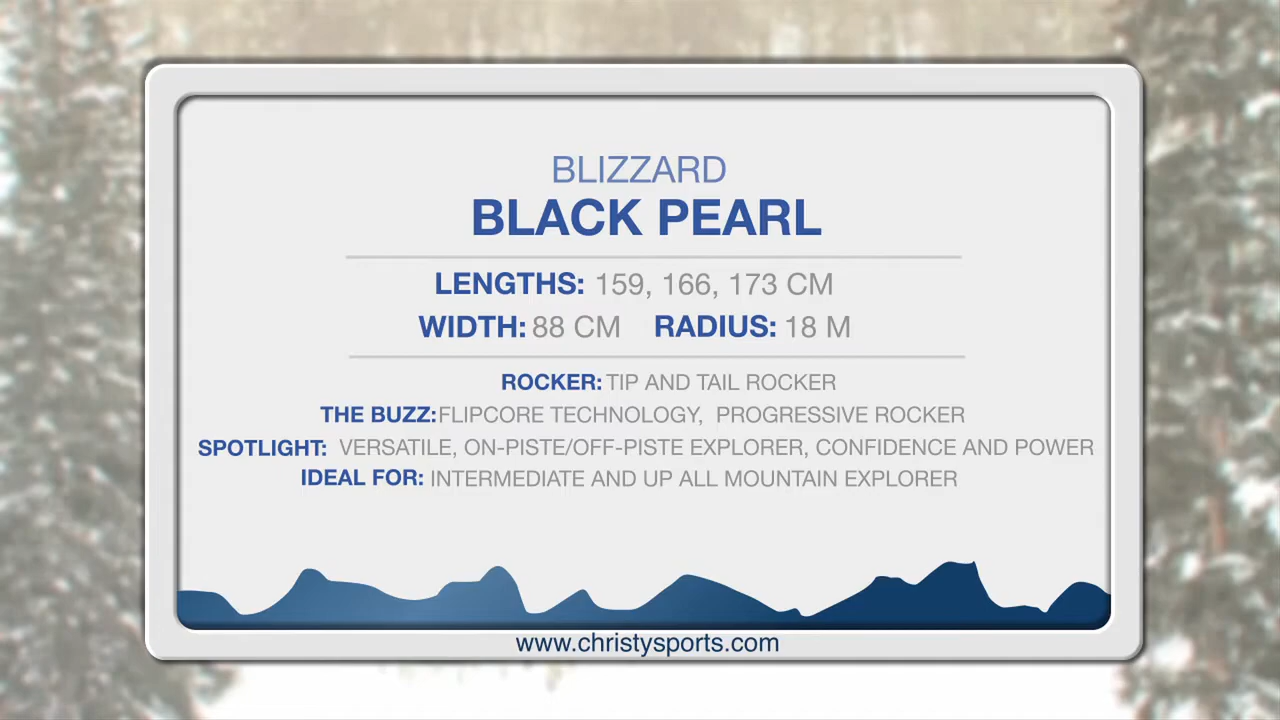 BLIZZARD
BLACK PEARL
LENGTHS: 159, 166, 173 CM
WIDTH: 88 CM RADIUS: 18 M
ROCKER: TIP AND TAIL ROCKER
THE BUZZ: FLIPCORE TECHNOLOGY, PROGRESSIVE ROCKER
SPOTLIGHT: VERSATILE, ON-PISTE/OFF-PISTE EXPLORER, CONFIDENCE AND POWER
IDEAL FOR: INTERMEDIATE AND UP ALL MOUNTAIN EXPLORER
www.christysports.com